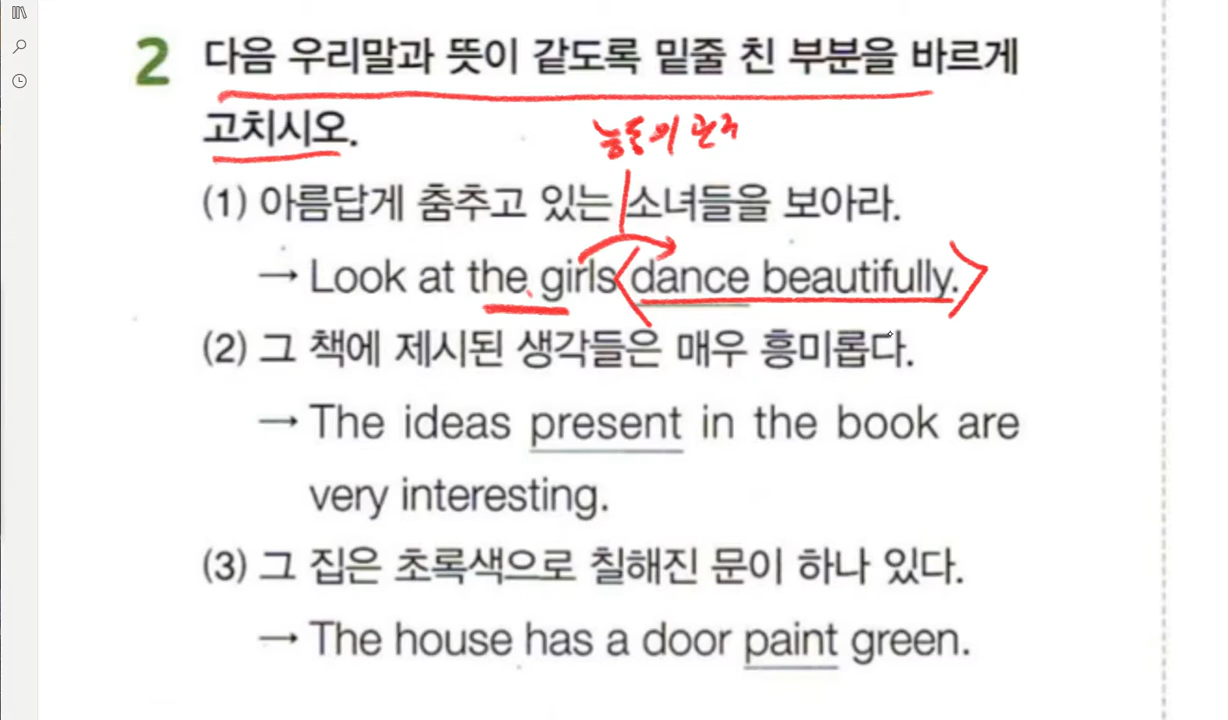 2 다음 우리말과 뜻이 같도록 밑줄 친 부분을 바르게
고치시오.
능동의 관계
(1) 아름답게 춤추고 있는 소녀들을 보아라.
→ Look at the girls dance beautifully.
(2) 그 책에 제시된 생각들은 매우 흥미롭다.
→ The ideas present in the book are
very interesting.
(3) 그 집은 초록색으로 칠해진 문이 하나 있다.
→ The house has a door paint green.